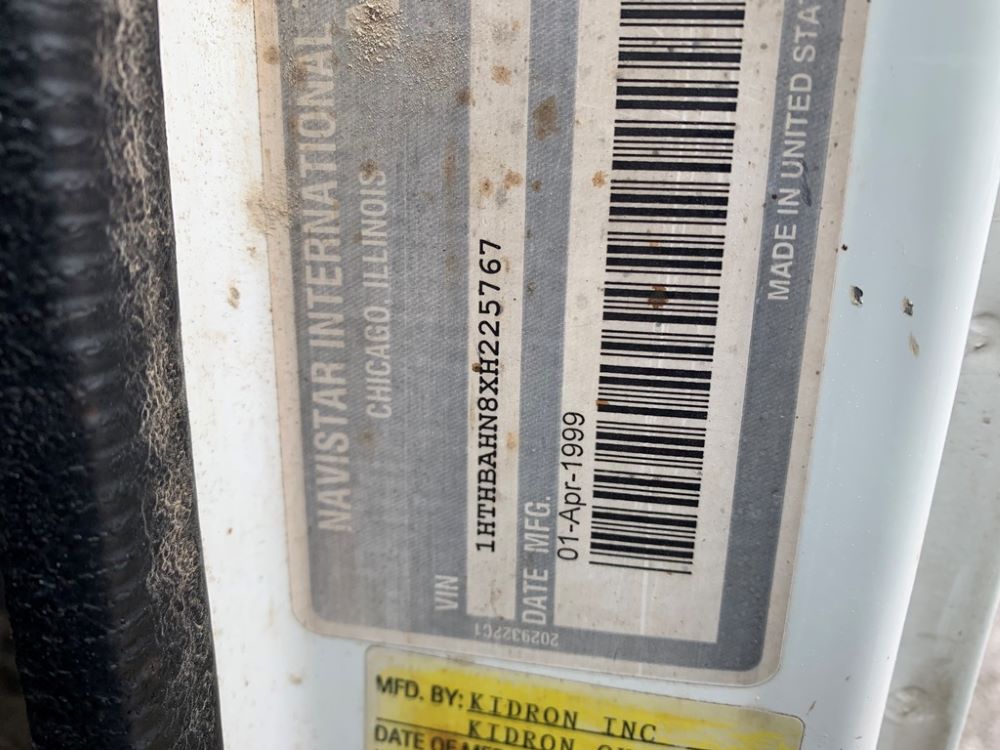 NAVISTAR INTERNATIONAL
CHICAGO, ILLINOIS
VIN
1HTHBAHN8XH225767
DATE MFG.
01-Apr-1999
MADE IN UNITED STA
2029327C1
MFD. BY: KIDRON INC
KIDRON
DATE OF